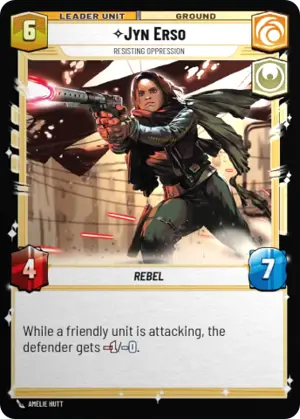 LEADER UNIT
GROUND
6
Jyn Erso
RESISTING OPPRESSION
4
7
REBEL
While a friendly unit is attacking, the
defender gets -1/-0.
AMÉLIE HUTT